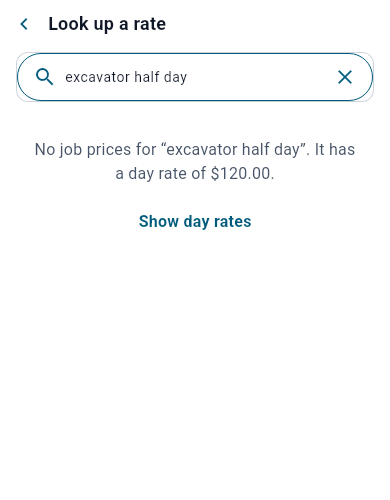 Look up a rate
excavator half day
No job prices for “excavator half day”. It has
a day rate of $120.00.
Show day rates